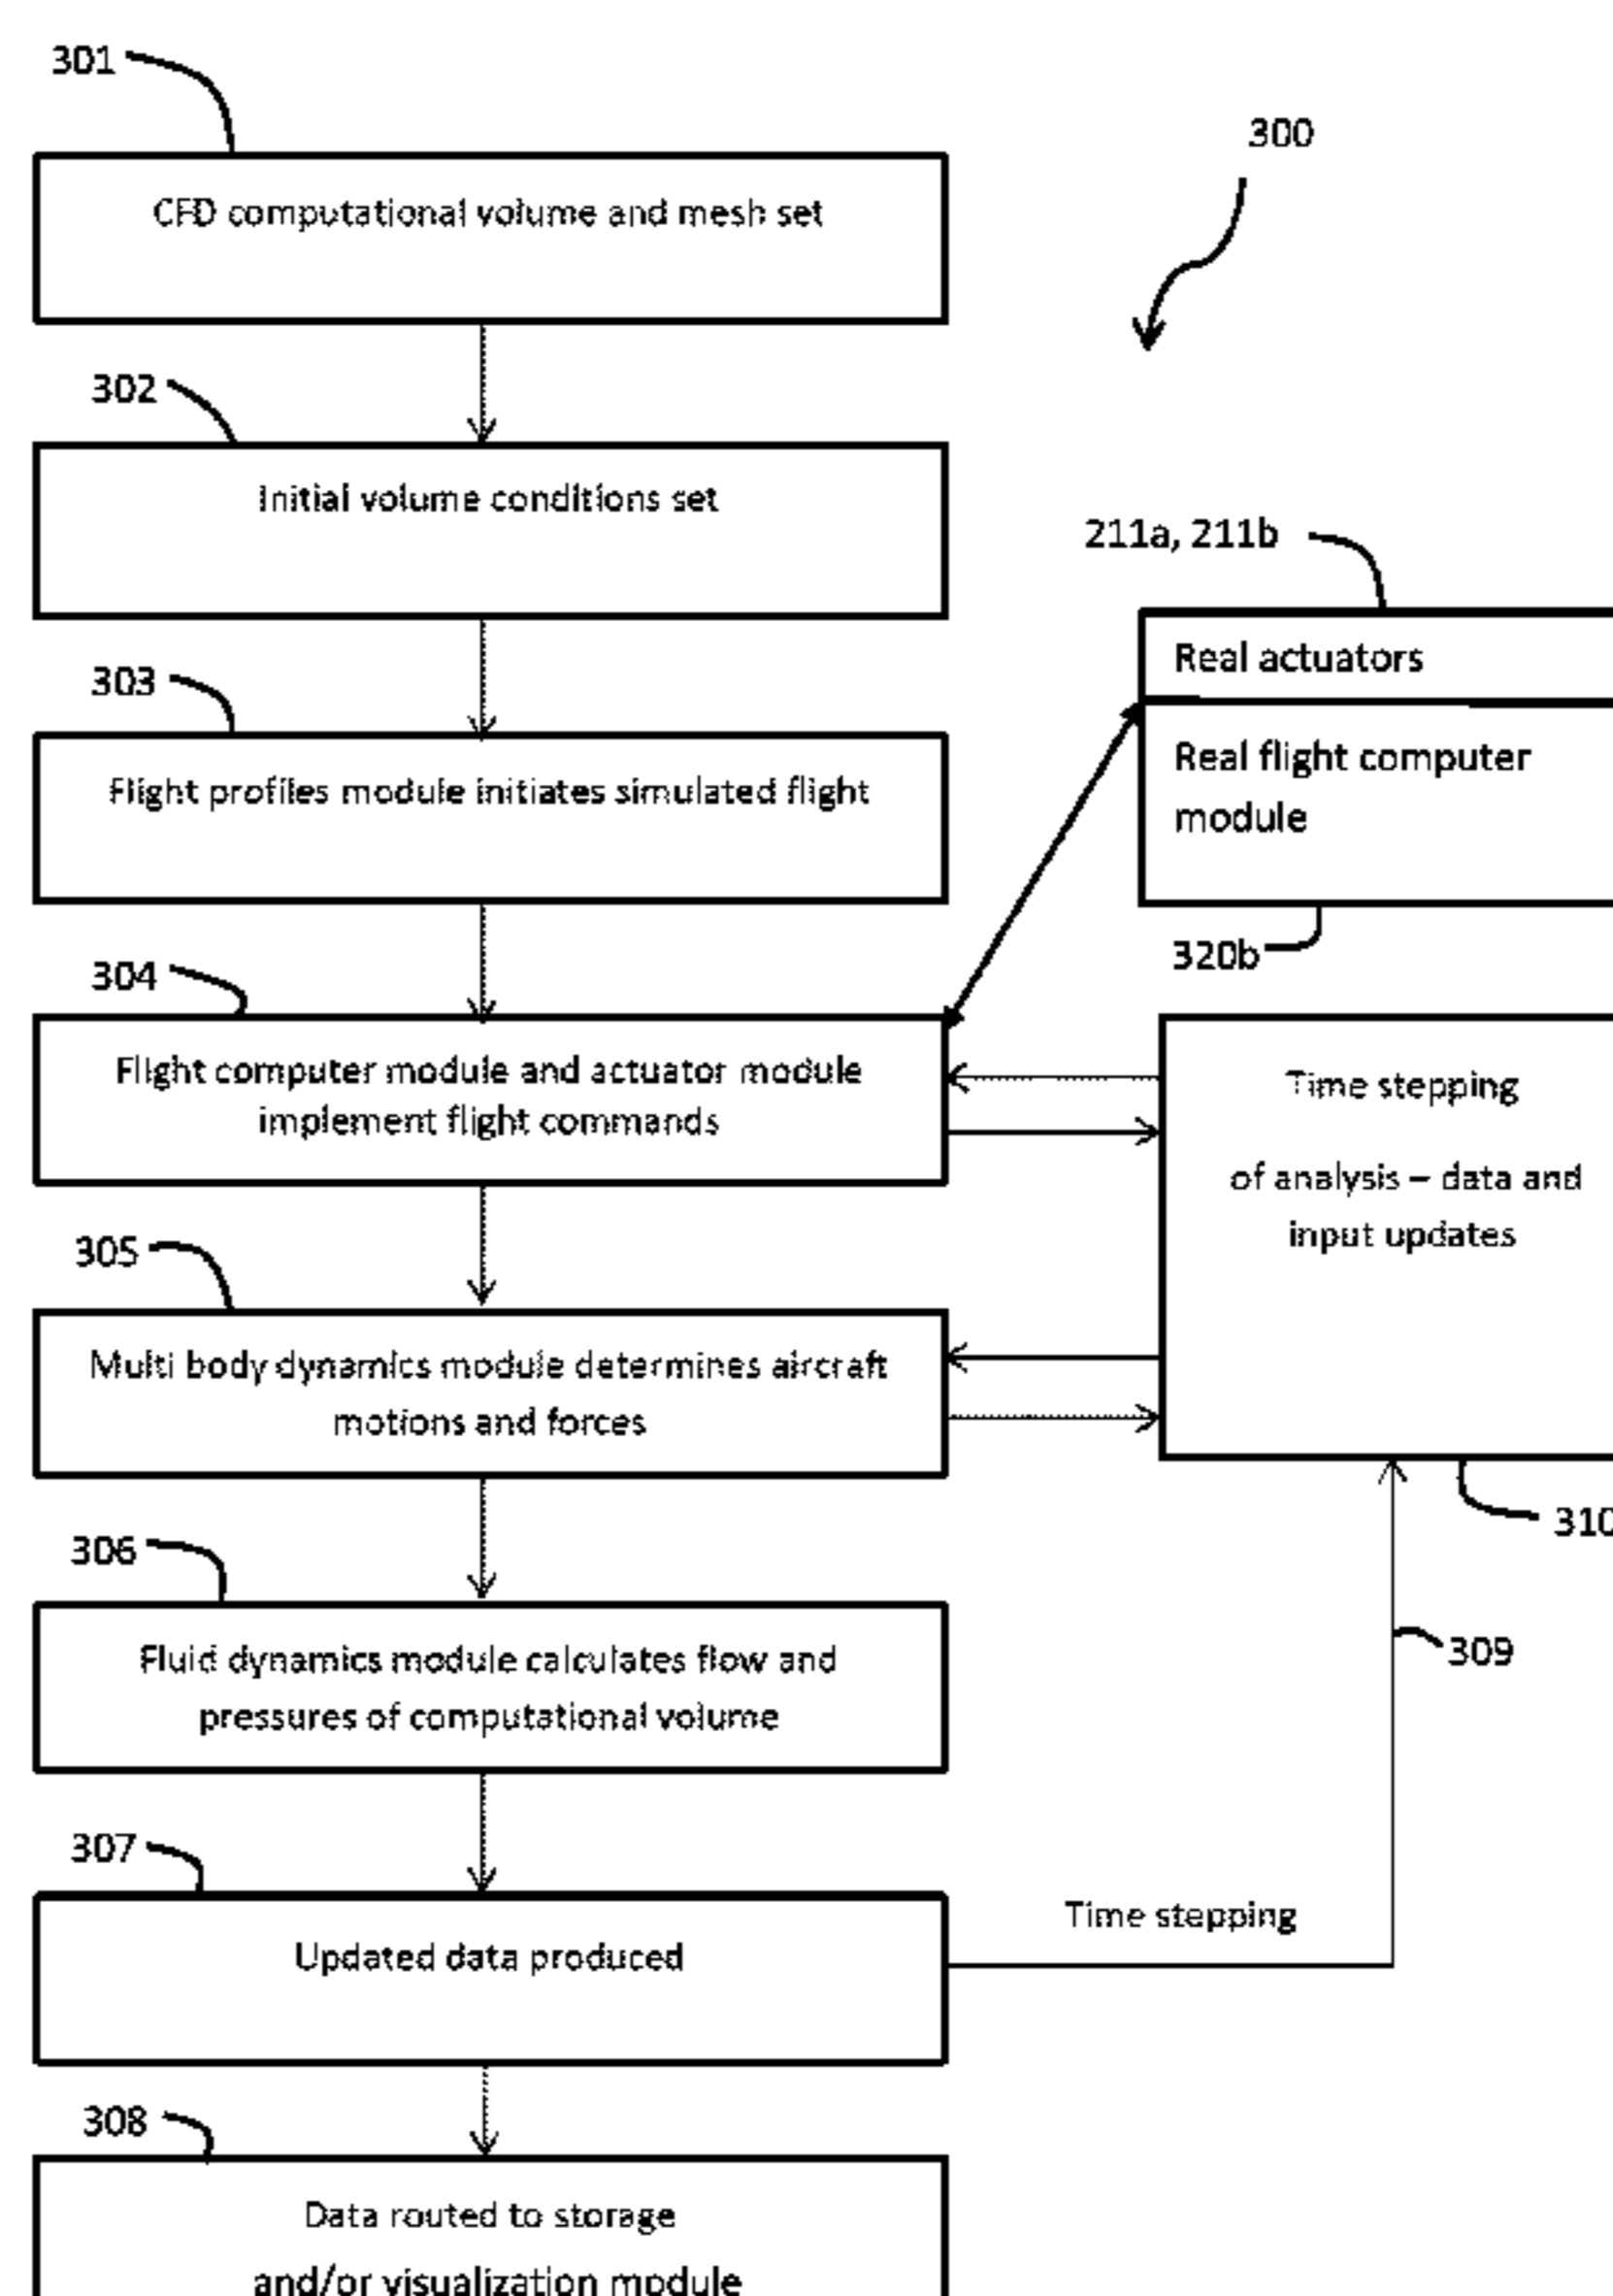 301
300
CFD computational volume and mesh set
302
Initial volume conditions set
211a, 211b
303
Real actuators
Flight profiles module initiates simulated flight
Real flight computer
module
320b
304
Flight computer module and actuator module
implement flight commands
Time stepping
of analysis – data and
input updates
305
Multi body dynamics module determines aircraft
motions and forces
310
306
Fluid dynamics module calculates flow and
pressures of computational volume
309
307
Updated data produced
Time stepping
308
Data routed to storage
and/or visualization module